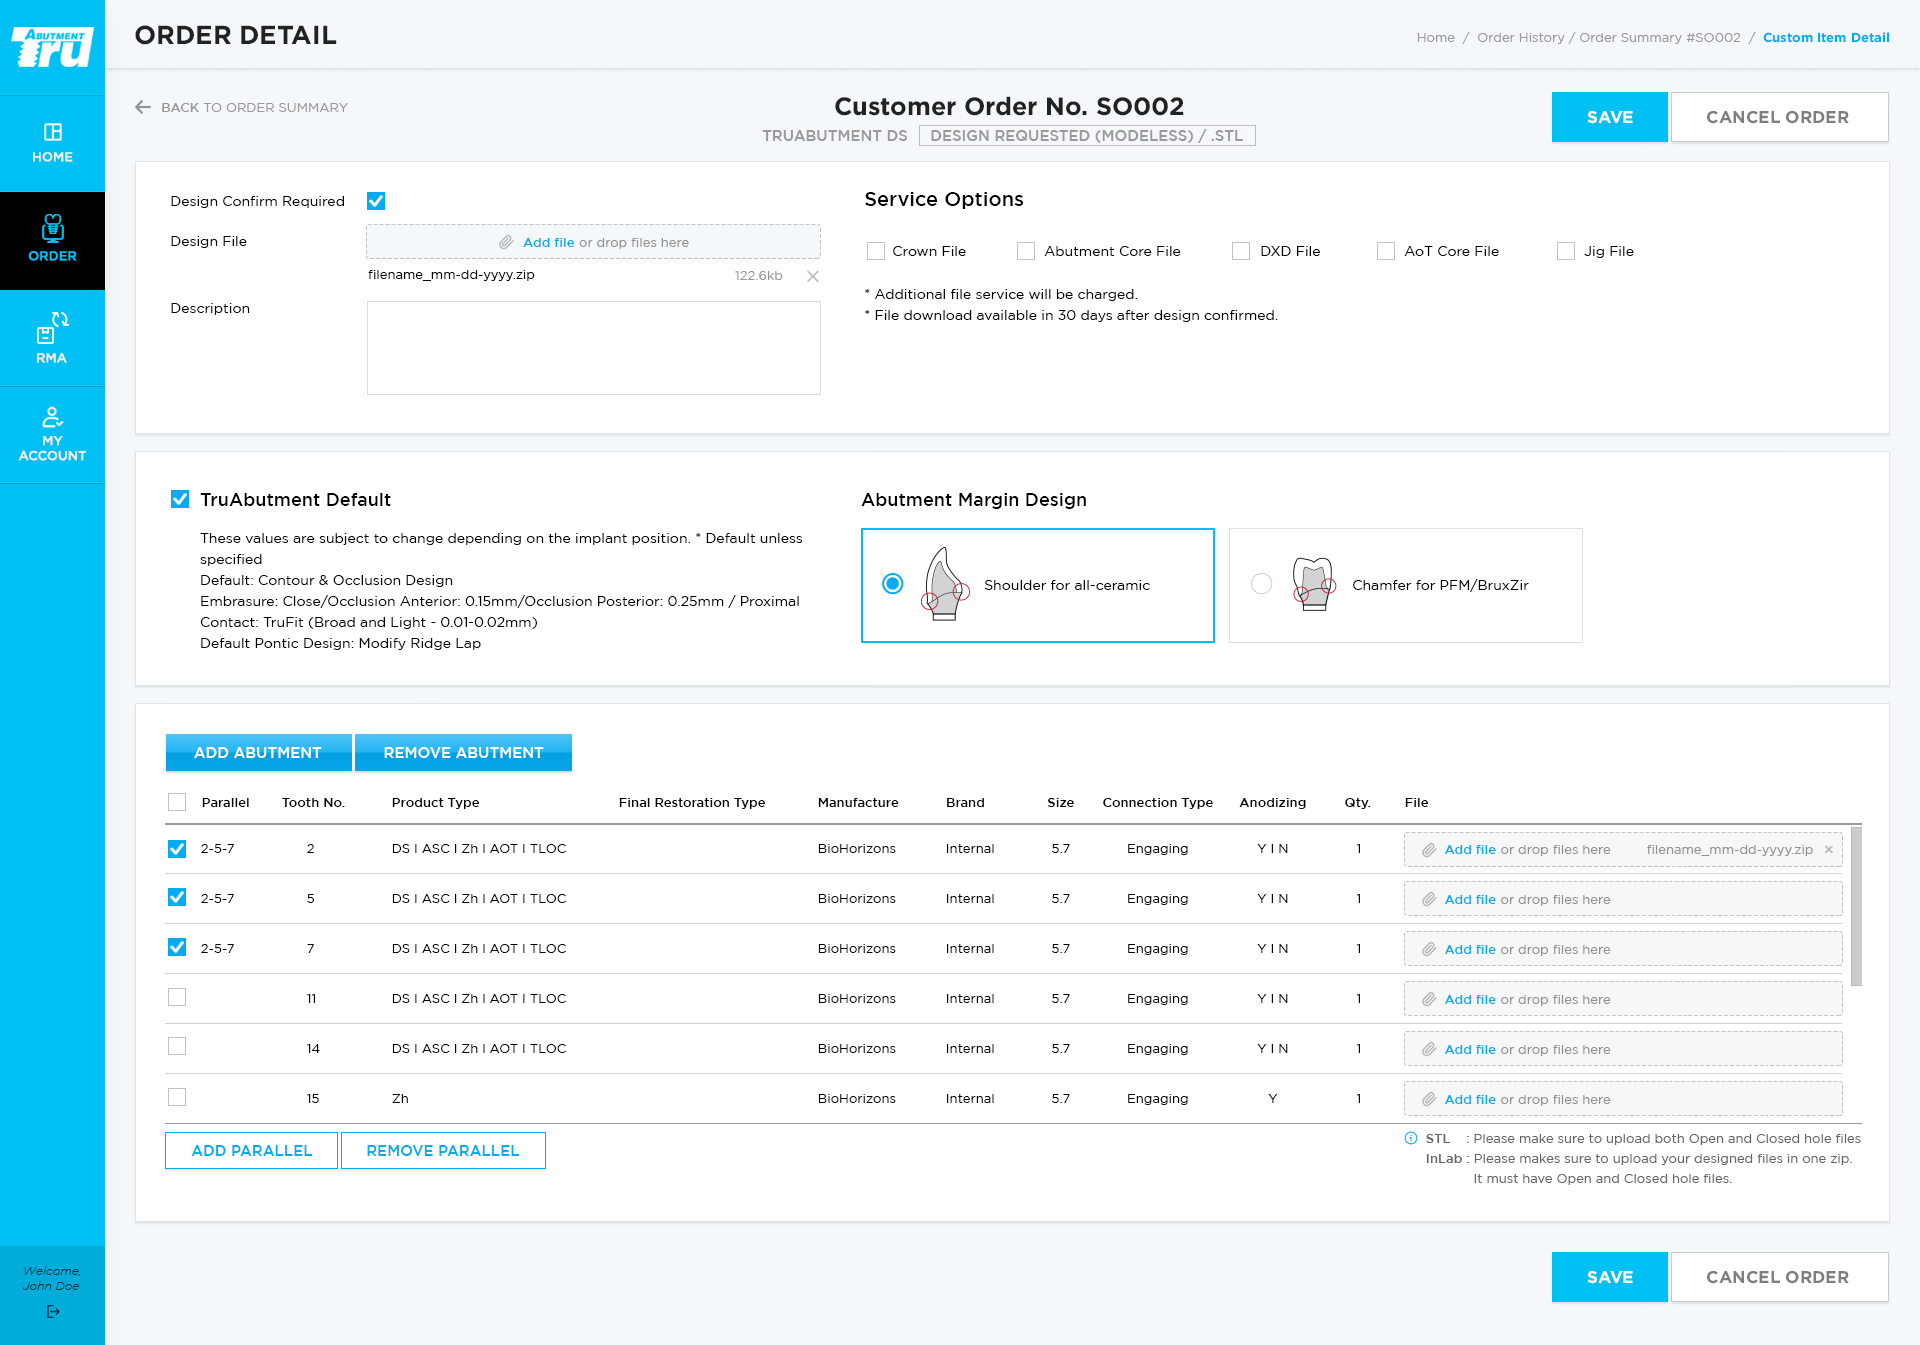 ABUTMENT
Tru
HOME
ORDER
RMA
MY
ACCOUNT
Welcome,
John Doe
ORDER DETAIL
Home / Order History / Order Summary #SO002 / Custom Item Detail
BACK TO ORDER SUMMARY
Customer Order No. SO002
TRUABUTMENT DS DESIGN REQUESTED (MODELESS) / .STL
SAVE CANCEL ORDER
Design Confirm Required
Design File
Add file or drop files here
filename_mm-dd-yyyy.zip 122.6kb
Description
Service Options
Crown File Abutment Core File DXD File AoT Core File Jig File
* Additional file service will be charged.
* File download available in 30 days after design confirmed.
TruAbutment Default
These values are subject to change depending on the implant position. * Default unless
specified
Default: Contour & Occlusion Design
Embrasure: Close/Occlusion Anterior: 0.15mm/Occlusion Posterior: 0.25mm / Proximal
Contact: TruFit (Broad and Light - 0.01-0.02mm)
Default Pontic Design: Modify Ridge Lap
Abutment Margin Design
Shoulder for all-ceramic
Chamfer for PFM/BruxZir
ADD ABUTMENT REMOVE ABUTMENT
Parallel Tooth No. Product Type Final Restoration Type Manufacture Brand Size Connection Type Anodizing Qty. File
2-5-7 2 DS I ASC I Zh I AOT I TLOC BioHorizons Internal 5.7 Engaging Y I N 1 Add file or drop files here filename_mm-dd-yyyy.zip
2-5-7 5 DS I ASC I Zh I AOT I TLOC BioHorizons Internal 5.7 Engaging Y I N 1 Add file or drop files here
2-5-7 7 DS I ASC I Zh I AOT I TLOC BioHorizons Internal 5.7 Engaging Y I N 1 Add file or drop files here
11 DS I ASC I Zh I AOT I TLOC BioHorizons Internal 5.7 Engaging Y I N 1 Add file or drop files here
14 DS I ASC I Zh I AOT I TLOC BioHorizons Internal 5.7 Engaging Y I N 1 Add file or drop files here
15 Zh BioHorizons Internal 5.7 Engaging Y 1 Add file or drop files here
ADD PARALLEL REMOVE PARALLEL
STL : Please make sure to upload both Open and Closed hole files
InLab : Please makes sure to upload your designed files in one zip.
It must have Open and Closed hole files.
SAVE CANCEL ORDER